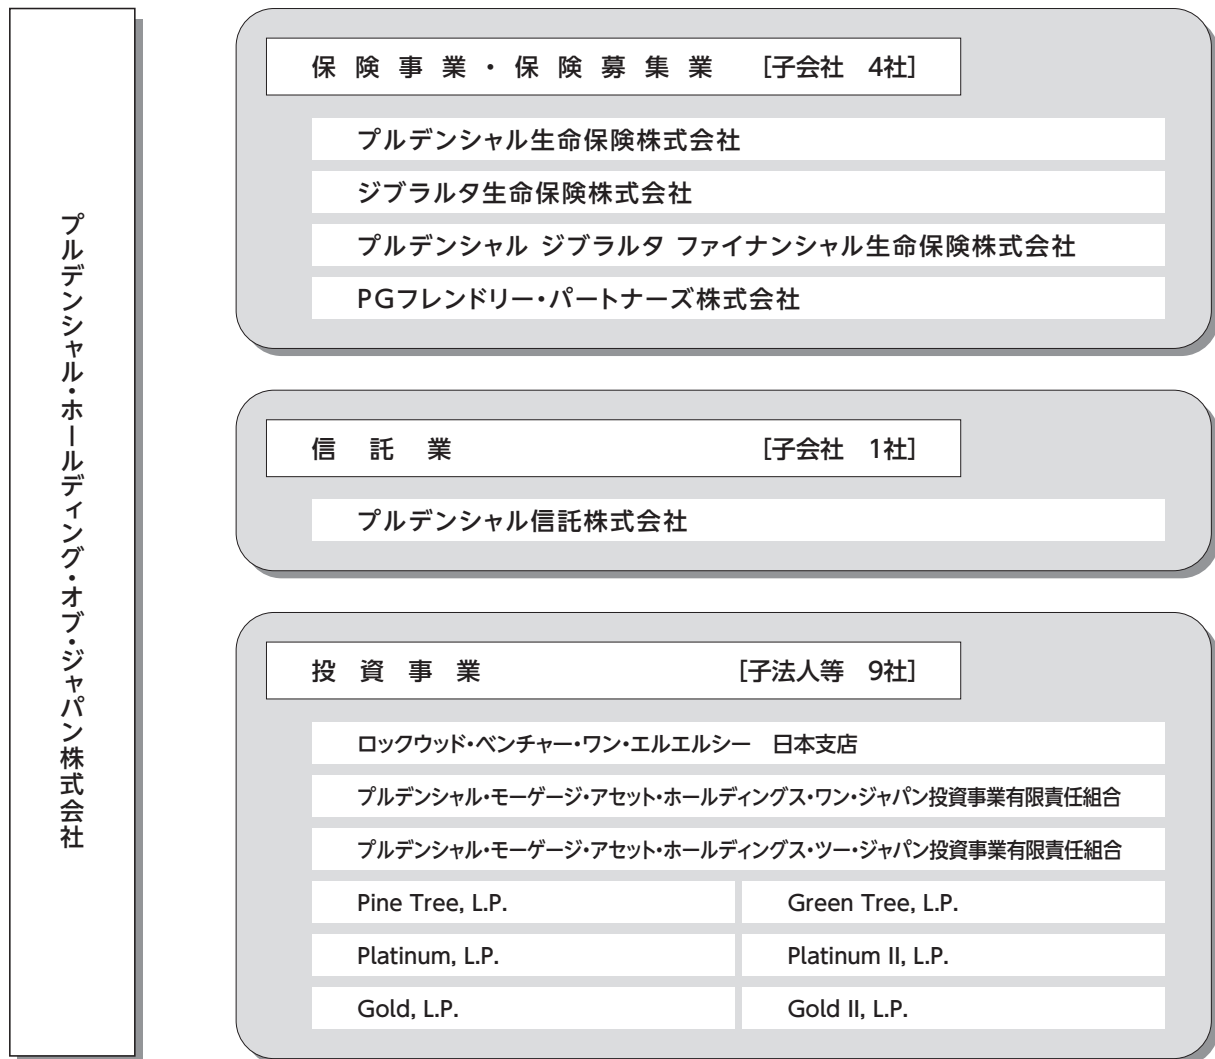 プルデンシャル・ホールディング・オブ・ジャパン株式会社
保険事業・保険募集業 [子会 社 4社]
プルデンシャル生命保険株式会社
ジブラルタ生命保険株式会社
プルデンシャル ジブラルタ ファイナンシャル生命保険株式会社
PGフレンドリー・パートナーズ株式会社
信託業 [子会社 1社]
プルデンシャル信託株式会社
投資事業 [子法人等 9社]
ロックウッド・ベンチャー・ワン・エルエルシー 日本支店
プルデンシャル・モーゲージ・アセット・ホールディングス・ワン・ジャパン投資事業有限責任組合
プルデンシャル・モーゲージ・アセット・ホールディングス・ツー・ジャパン投資事業有限責任組合
Pine Tree, L.P.
Green Tree, L.P.
Platinum, L.P.
Platinum II, L.P.
Gold, L.P.
Gold II, L.P.